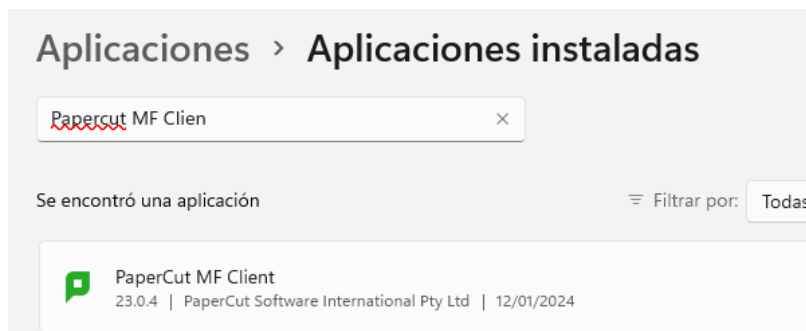 Aplicaciones > Aplicaciones instaladas
Papercut MF Clien
Se encontró una aplicación
Filtrar por: Todas
PaperCut MF Client
23.0.4 | PaperCut Software International Pty Ltd | 12/01/2024